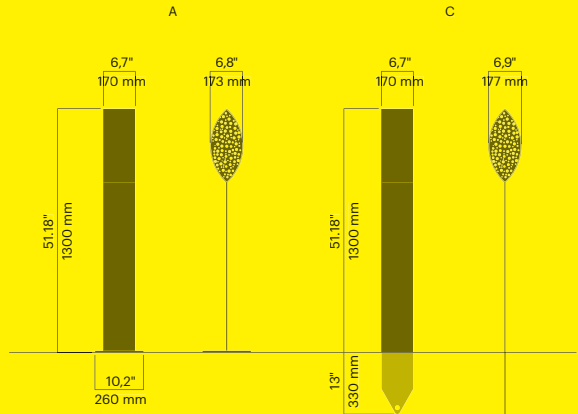 A
C
6,7"
170 mm
6,8"
173 mm
6,7"
170 mm
6,9"
177 mm
51.18"
1300 mm
51.18"
1300 mm
10,2"
260 mm
13"
330 mm